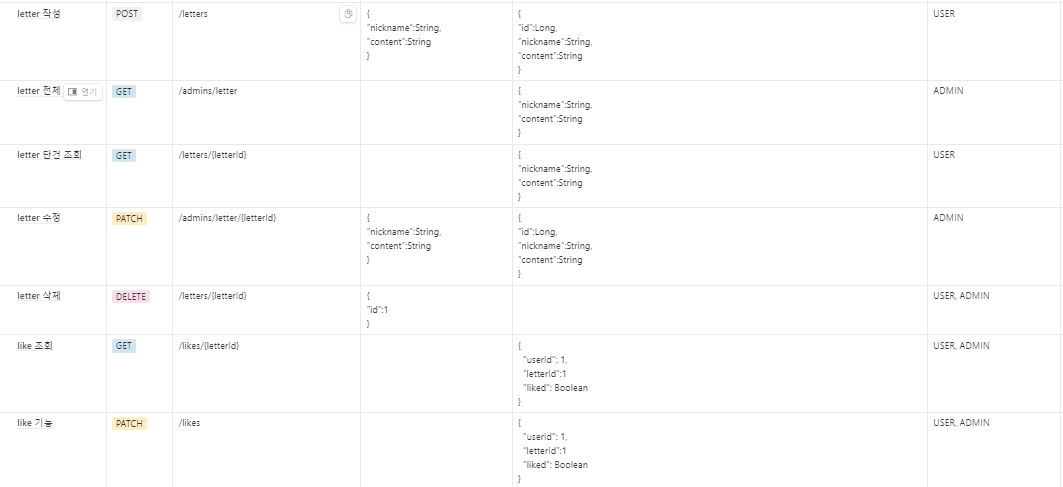 letter 작성 POST /letters { { USER
"nickname":String, "id":Long,
"content":String "nickname":String,
} "content":String
}
letter 전체 열기 GET /admins/letter { ADMIN
"nickname":String,
"content":String
}
letter 단건 조회 GET /letters/{letterId} { USER
"nickname":String,
"content":String
}
letter 수정 PATCH /admins/letter/{letterId} { { ADMIN
"nickname":String, "id":Long,
"content":String "nickname":String,
} "content":String
}
letter 삭제 DELETE /letters/{letterId} { USER, ADMIN
"id":1
}
like 조회 GET /likes/{letterId} { USER, ADMIN
"userId": 1,
"letterId":1
"liked": Boolean
}
like 기능 PATCH /likes { USER, ADMIN
"userId": 1,
"letterId":1
"liked": Boolean
}